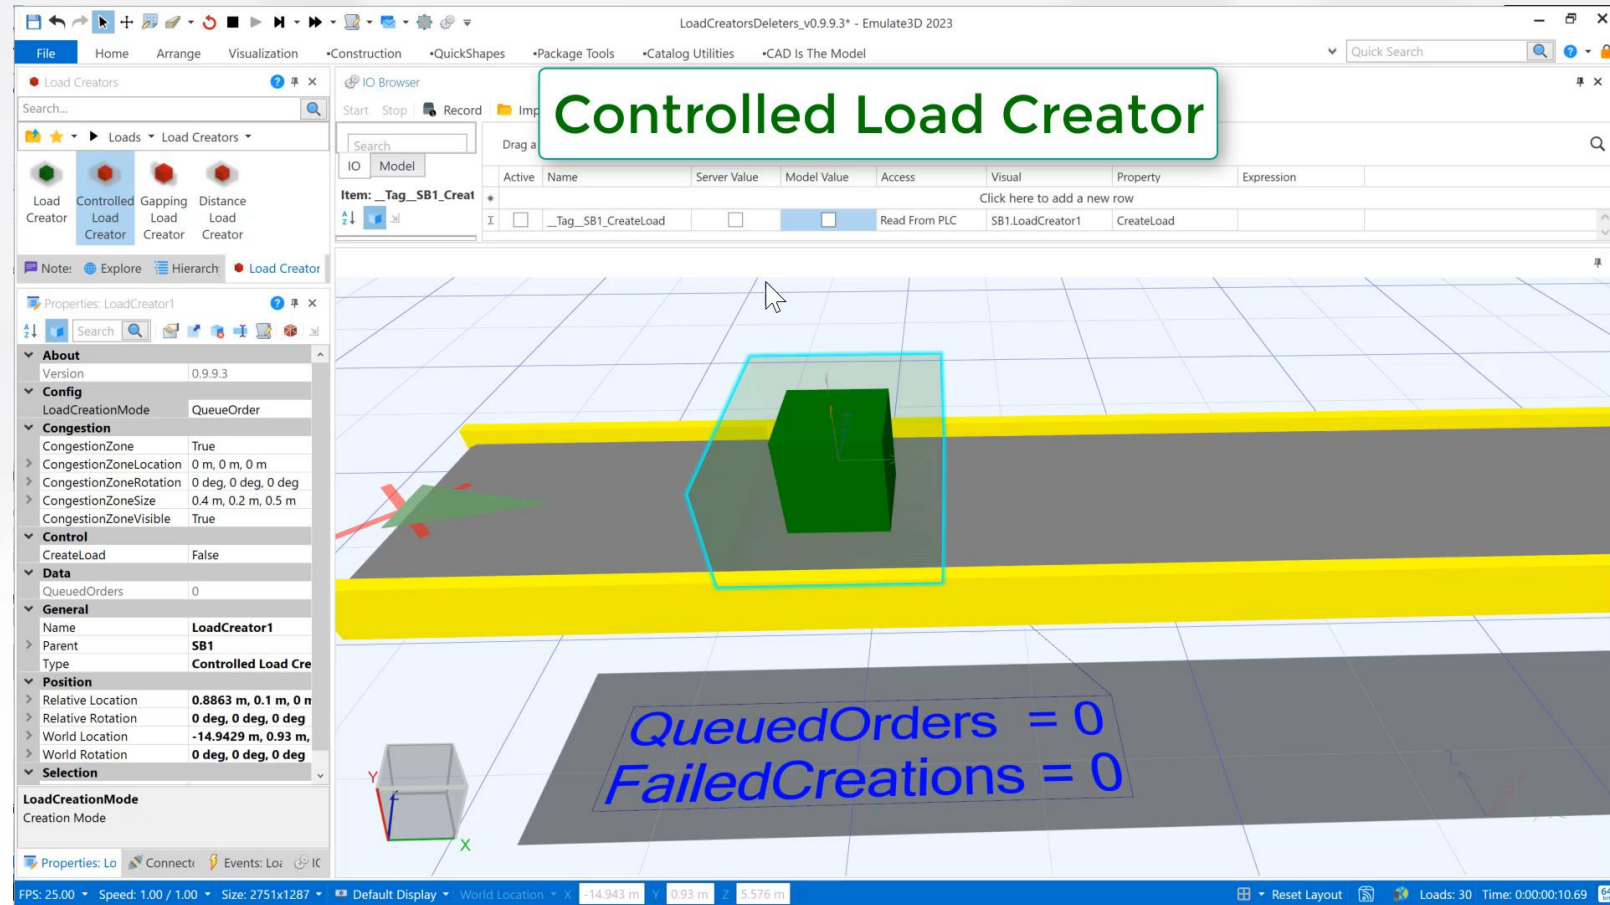 LoadCreatorsDeleters_v0.9.9.3* - Emulate3D 2023
File Home Arrange Visualization •Construction •QuickShapes •Package Tools •Catalog Utilities •CAD Is The Model Quick Search
Load Creators
Search...
Loads Load Creators
Load Creator
Controlled Load Creator
Gapping Load Creator
Distance Load Creator
Explore Hierarch Load Creator
IO Browser
Start Stop Record
Controlled Load Creator
Search
Drag a
IO Model
Item: __Tag__SB1_Creat
Active Name Server Value Model Value Access Visual Property Expression
Click here to add a new row
__Tag__SB1_CreateLoad Read From PLC SB1.LoadCreator1 CreateLoad
Properties: LoadCreator1
Search
About
Version 0.9.9.3
Config
LoadCreationMode QueueOrder
Congestion
CongestionZone True
CongestionZoneLocation 0 m, 0 m, 0 m
CongestionZoneRotation 0 deg, 0 deg, 0 deg
CongestionZoneSize 0.4 m, 0.2 m, 0.5 m
CongestionZoneVisible True
Control
CreateLoad False
Data
QueuedOrders 0
General
Name LoadCreator1
Parent SB1
Type Controlled Load Cre
Position
Relative Location 0.8863 m, 0.1 m, 0 m
Relative Rotation 0 deg, 0 deg, 0 deg
World Location -14.9429 m, 0.93 m,
World Rotation 0 deg, 0 deg, 0 deg
Selection
LoadCreationMode
Creation Mode
Properties: Lo Connect Events: Loa
QueuedOrders = 0
FailedCreations = 0
Y
Z
X
FPS: 25.00 Speed: 1.00 / 1.00 Size: 2751x1287 Default Display World Location X -14.943 m Y 0.93 m Z 5.576 m Reset Layout Loads: 30 Time: 0:00:00:10.69